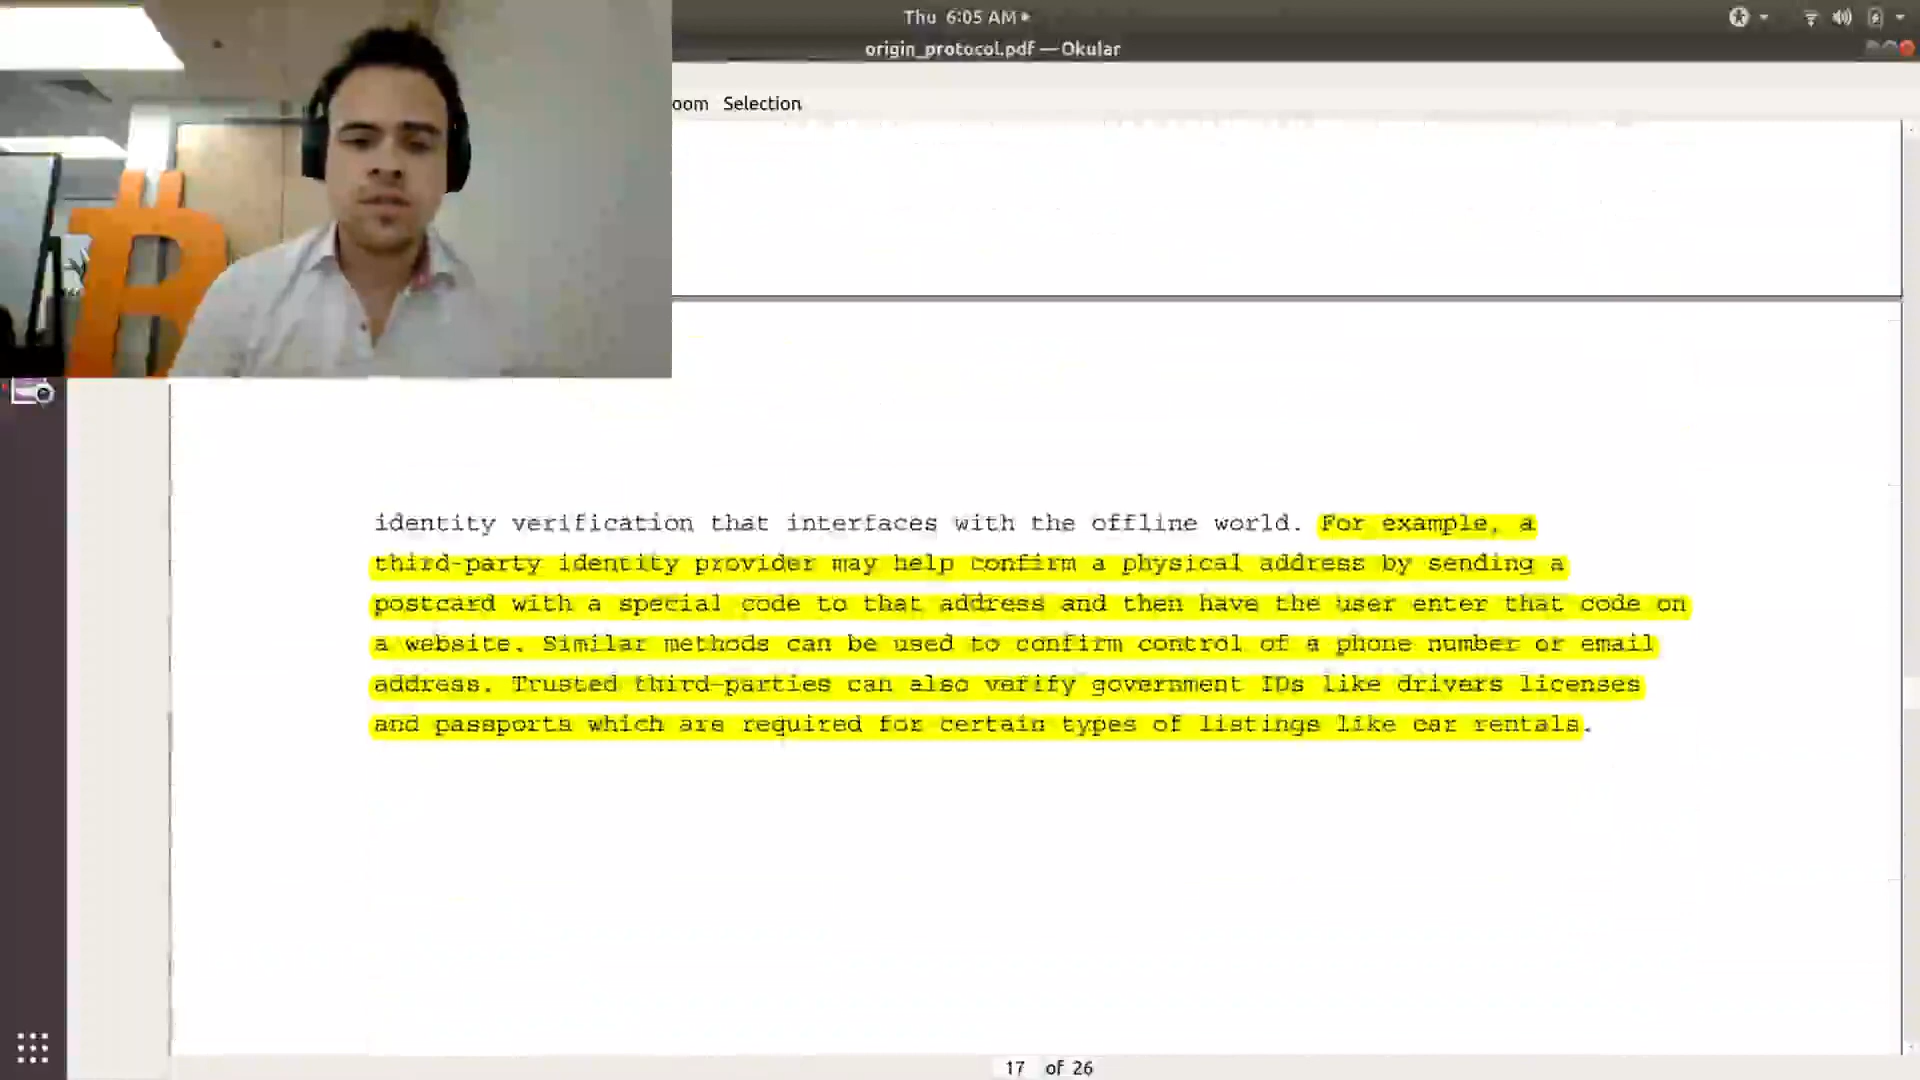 Thu 6:05 AM
origin_protocol.pdf — Okular
oom Selection
identity verification that interfaces with the offline world. For example, a
third-party identity provider may help confirm a physical address by sending a
postcard with a special code to that address and then have the user enter that code on
a website. Similar methods can be used to confirm control of a phone number or email
address. Trusted third-parties can also verify government IDs like drivers licenses
and passports which are required for certain types of listings like car rentals.
17 of 26